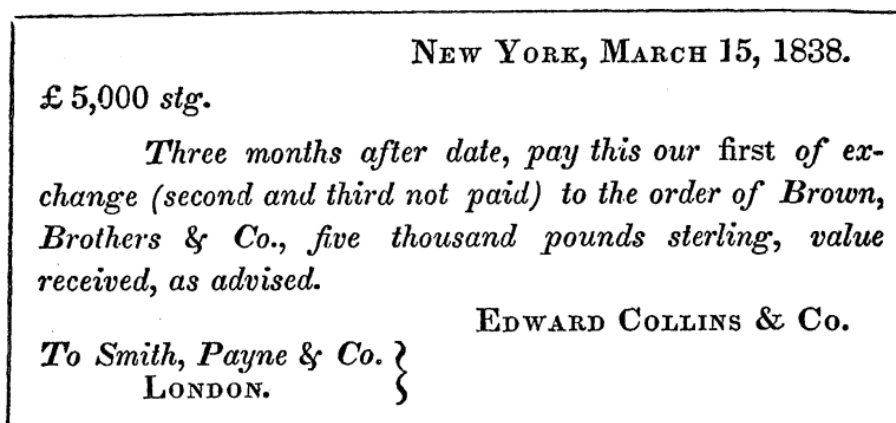 NEW YORK, MARCH 15, 1838.
£ 5,000 stg.
Three months after date, pay this our first of ex-
change (second and third not paid) to the order of Brown,
Brothers & Co., five thousand pounds sterling, value
received, as advised.
EDWARD COLLINS & Co.
To Smith, Payne & Co.
LONDON.